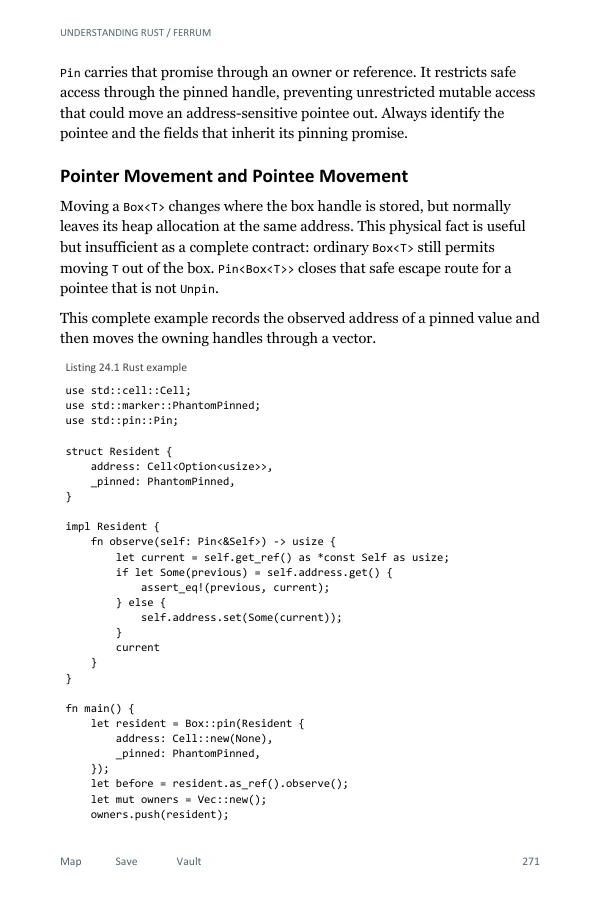 UNDERSTANDING RUST / FERRUM
Pin carries that promise through an owner or reference. It restricts safe
access through the pinned handle, preventing unrestricted mutable access
that could move an address-sensitive pointee out. Always identify the
pointee and the fields that inherit its pinning promise.
Pointer Movement and Pointee Movement
Moving a Box<T> changes where the box handle is stored, but normally
leaves its heap allocation at the same address. This physical fact is useful
but insufficient as a complete contract: ordinary Box<T> still permits
moving T out of the box. Pin<Box<T>> closes that safe escape route for a
pointee that is not Unpin.
This complete example records the observed address of a pinned value and
then moves the owning handles through a vector.
Listing 24.1 Rust example
use std::cell::Cell;
use std::marker::PhantomPinned;
use std::pin::Pin;
struct Resident {
    address: Cell<Option<usize>>,
    _pinned: PhantomPinned,
}
impl Resident {
    fn observe(self: Pin<&Self>) -> usize {
        let current = self.get_ref() as *const Self as usize;
        if let Some(previous) = self.address.get() {
            assert_eq!(previous, current);
        } else {
            self.address.set(Some(current));
        }
        current
    }
}
fn main() {
    let resident = Box::pin(Resident {
        address: Cell::new(None),
        _pinned: PhantomPinned,
    });
    let before = resident.as_ref().observe();
    let mut owners = Vec::new();
    owners.push(resident);
Map Save Vault 271